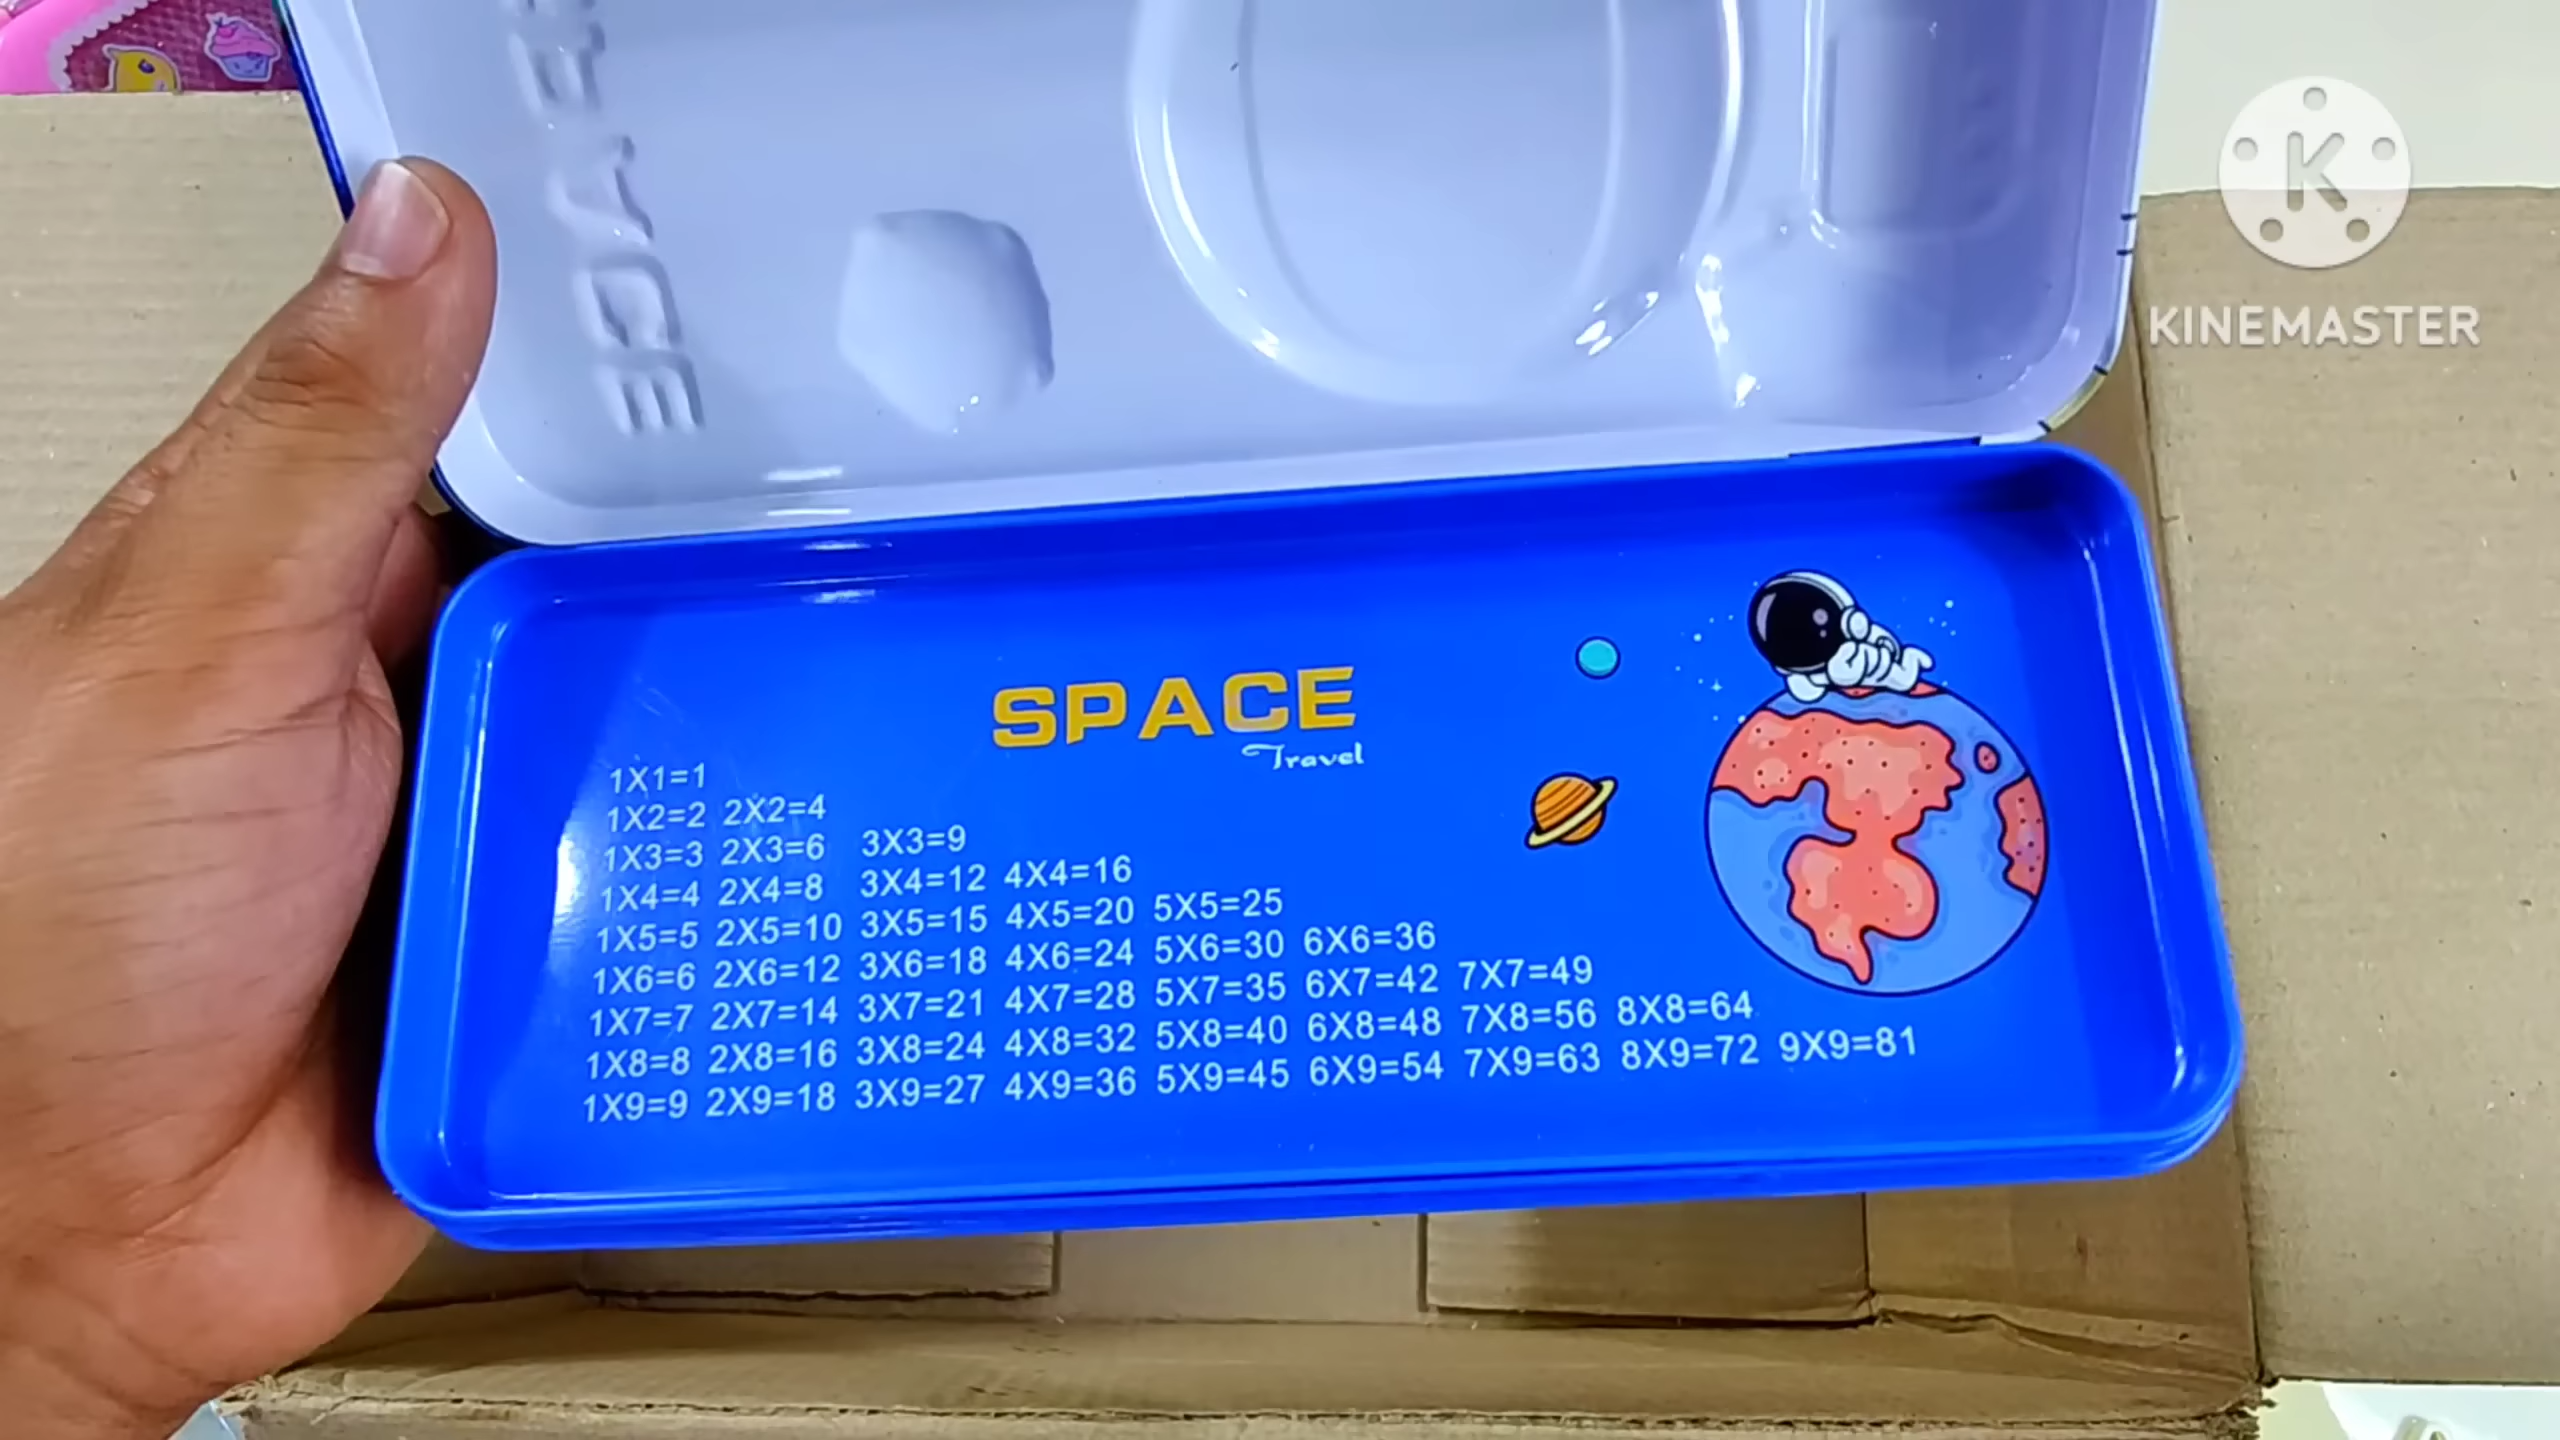 KINEMASTER
SPACE
Travel
1X1=1
1X2=2 2X2=4
1X3=3 2X3=6 3X3=9
1X4=4 2X4=8 3X4=12 4X4=16
1X5=5 2X5=10 3X5=15 4X5=20 5X5=25
1X6=6 2X6=12 3X6=18 4X6=24 5X6=30 6X6=36
1X7=7 2X7=14 3X7=21 4X7=28 5X7=35 6X7=42 7X7=49
1X8=8 2X8=16 3X8=24 4X8=32 5X8=40 6X8=48 7X8=56 8X8=64
1X9=9 2X9=18 3X9=27 4X9=36 5X9=45 6X9=54 7X9=63 8X9=72 9X9=81